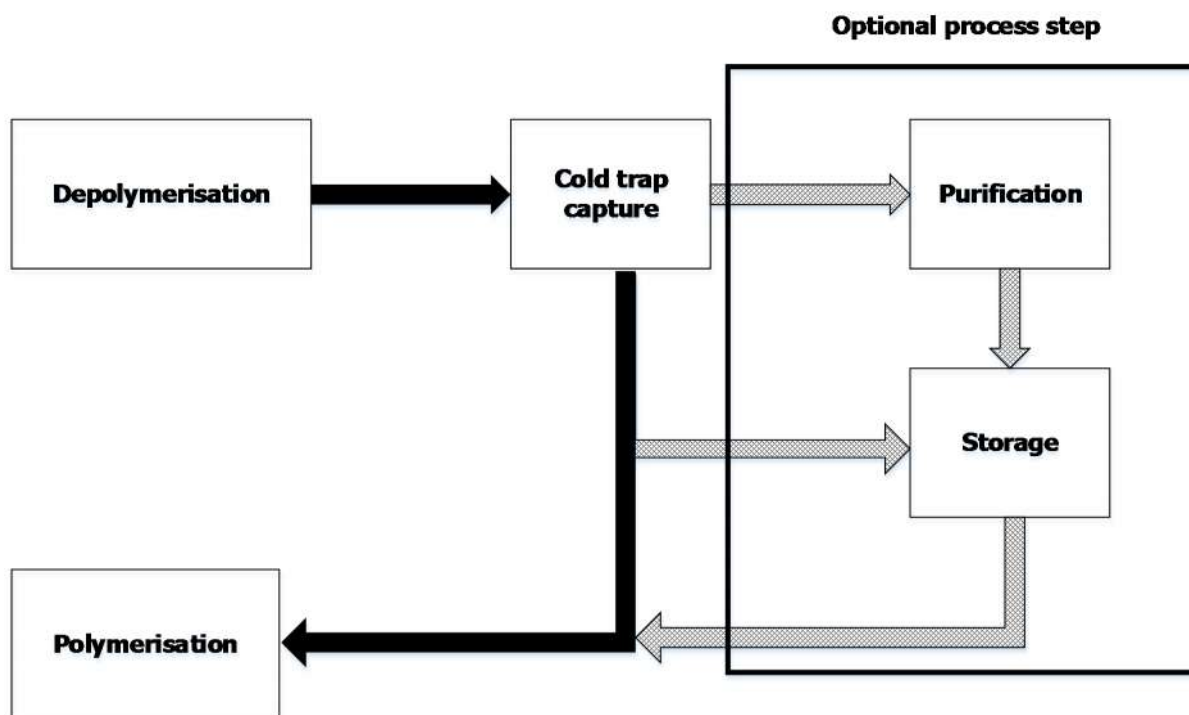 Optional process step
Depolymerisation
Cold trap
capture
Purification
Storage
Polymerisation